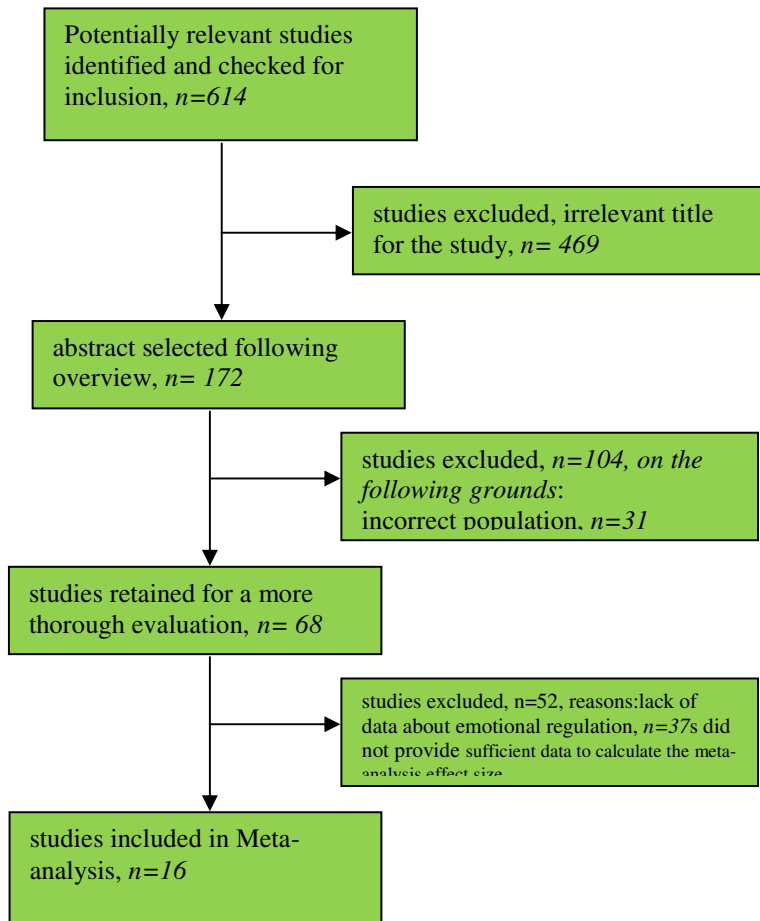 Potentially relevant studies
identified and checked for
inclusion, n=614
studies excluded, irrelevant title
for the study, n= 469
abstract selected following
overview, n= 172
studies excluded, n=104, on the
following grounds:
incorrect population, n=31
studies retained for a more
thorough evaluation, n= 68
studies excluded, n=52, reasons:lack of
data about emotional regulation, n=37s did
not provide sufficient data to calculate the meta-
analysis effect size
studies included in Meta-
analysis, n=16